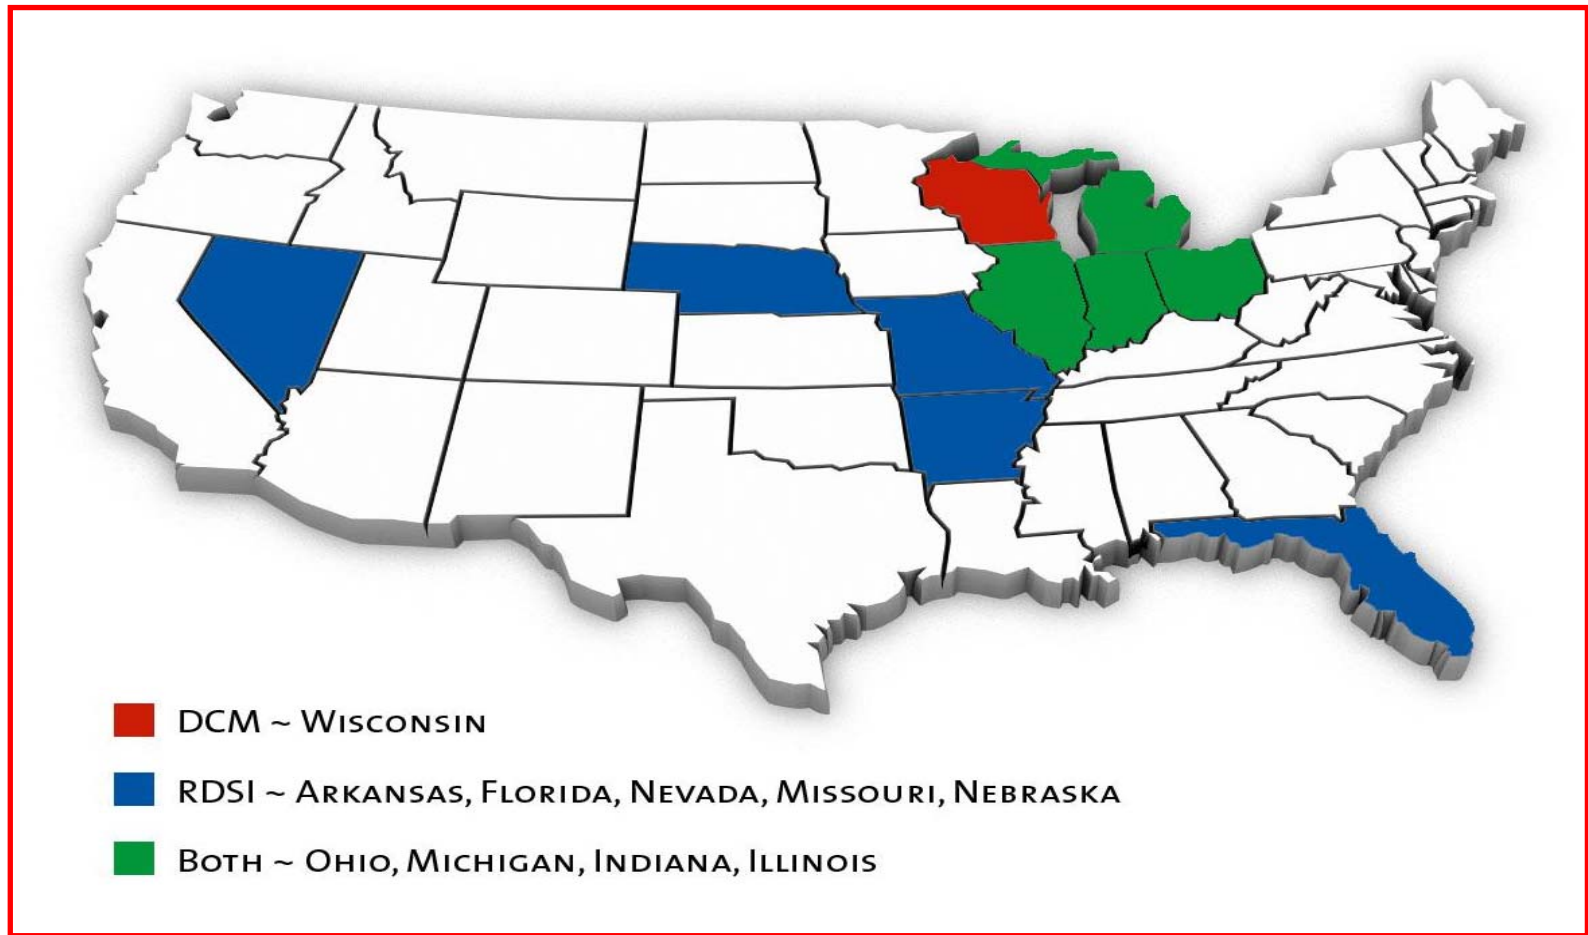 DCM ~ Wisconsin
RDSI ~ Arkansas, Florida, Nevada, Missouri, Nebraska
Both ~ Ohio, Michigan, Indiana, Illinois